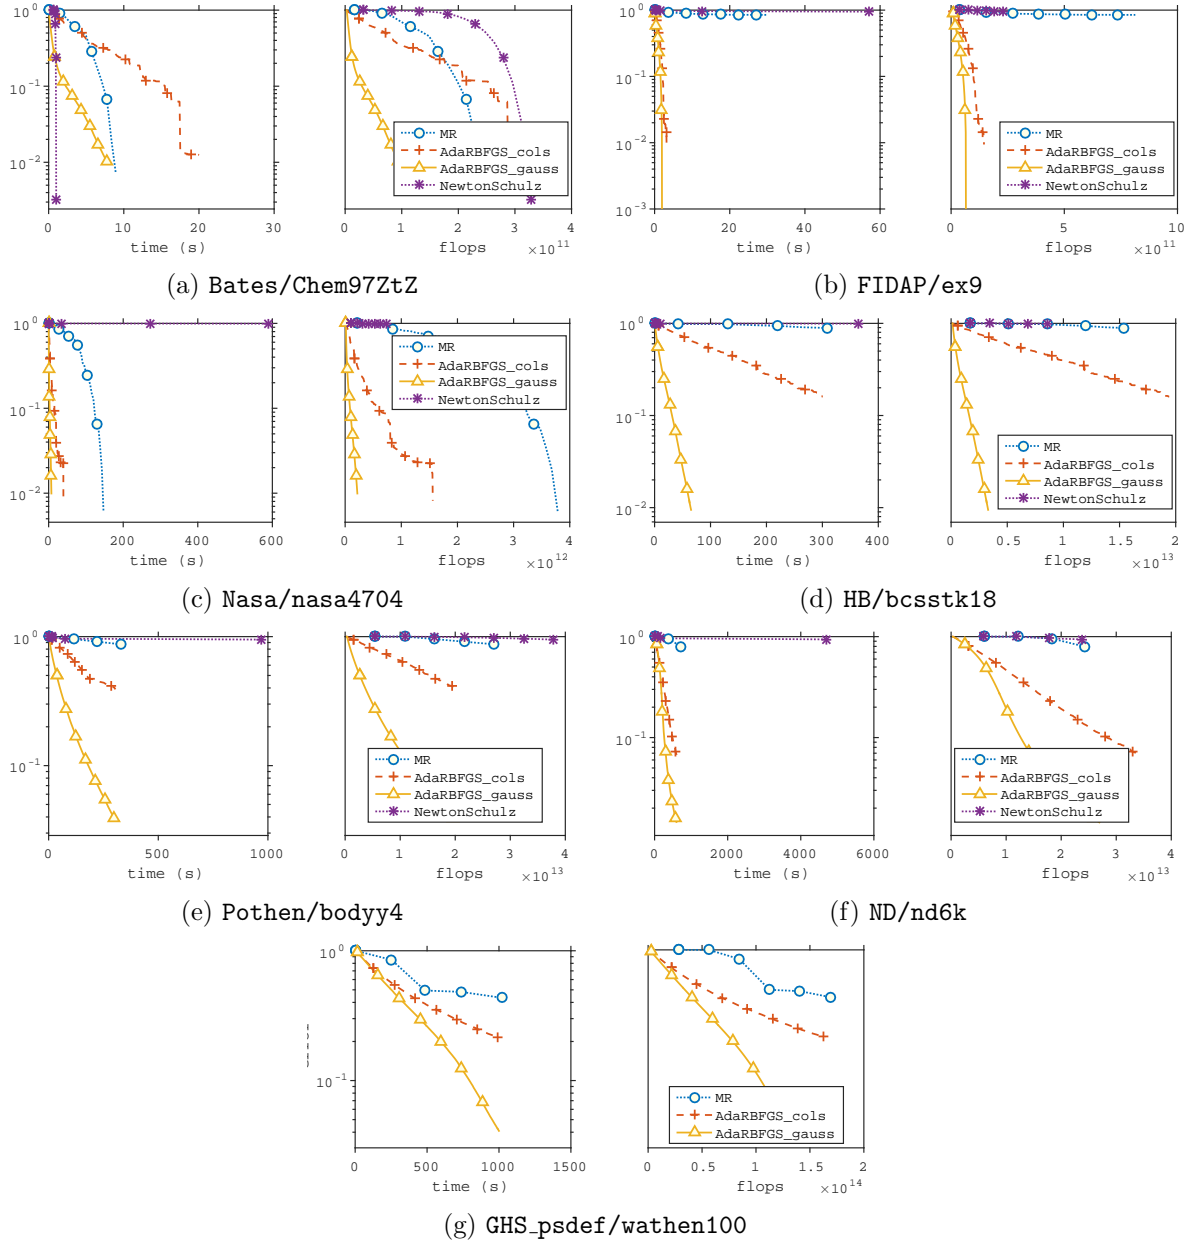 10^0
10^-1
10^-2
0 10 20 30
time (s)
MR
AdaRBFGS_cols
AdaRBFGS_gauss
NewtonSchulz
0 1 2 3 4
flops ×10^11
(a) Bates/Chem97ZtZ
10^0
10^-1
10^-2
10^-3
0 200 400 600
time (s)
MR
AdaRBFGS_cols
AdaRBFGS_gauss
NewtonSchulz
0 5 10
flops ×10^11
(b) FIDAP/ex9
10^0
10^-1
10^-2
0 200 400 600
time (s)
MR
AdaRBFGS_cols
AdaRBFGS_gauss
NewtonSchulz
0 1 2 3 4
flops ×10^12
(c) Nasa/nasa4704
10^0
10^-1
10^-2
0 100 200 300 400
time (s)
MR
AdaRBFGS_cols
AdaRBFGS_gauss
NewtonSchulz
0 0.5 1 1.5 2
flops ×10^13
(d) HB/bcsstk18
10^0
10^-1
0 500 1000
time (s)
MR
AdaRBFGS_cols
AdaRBFGS_gauss
NewtonSchulz
0 1 2 3 4
flops ×10^13
(e) Pothen/bodyy4
10^0
10^-1
0 2000 4000 6000
time (s)
MR
AdaRBFGS_cols
AdaRBFGS_gauss
NewtonSchulz
0 1 2 3 4
flops ×10^13
(f) ND/nd6k
10^0
10^-1
0 500 1000 1500
time (s)
MR
AdaRBFGS_cols
AdaRBFGS_gauss
0 0.5 1 1.5 2
flops ×10^14
(g) GHS_psdef/wathen100